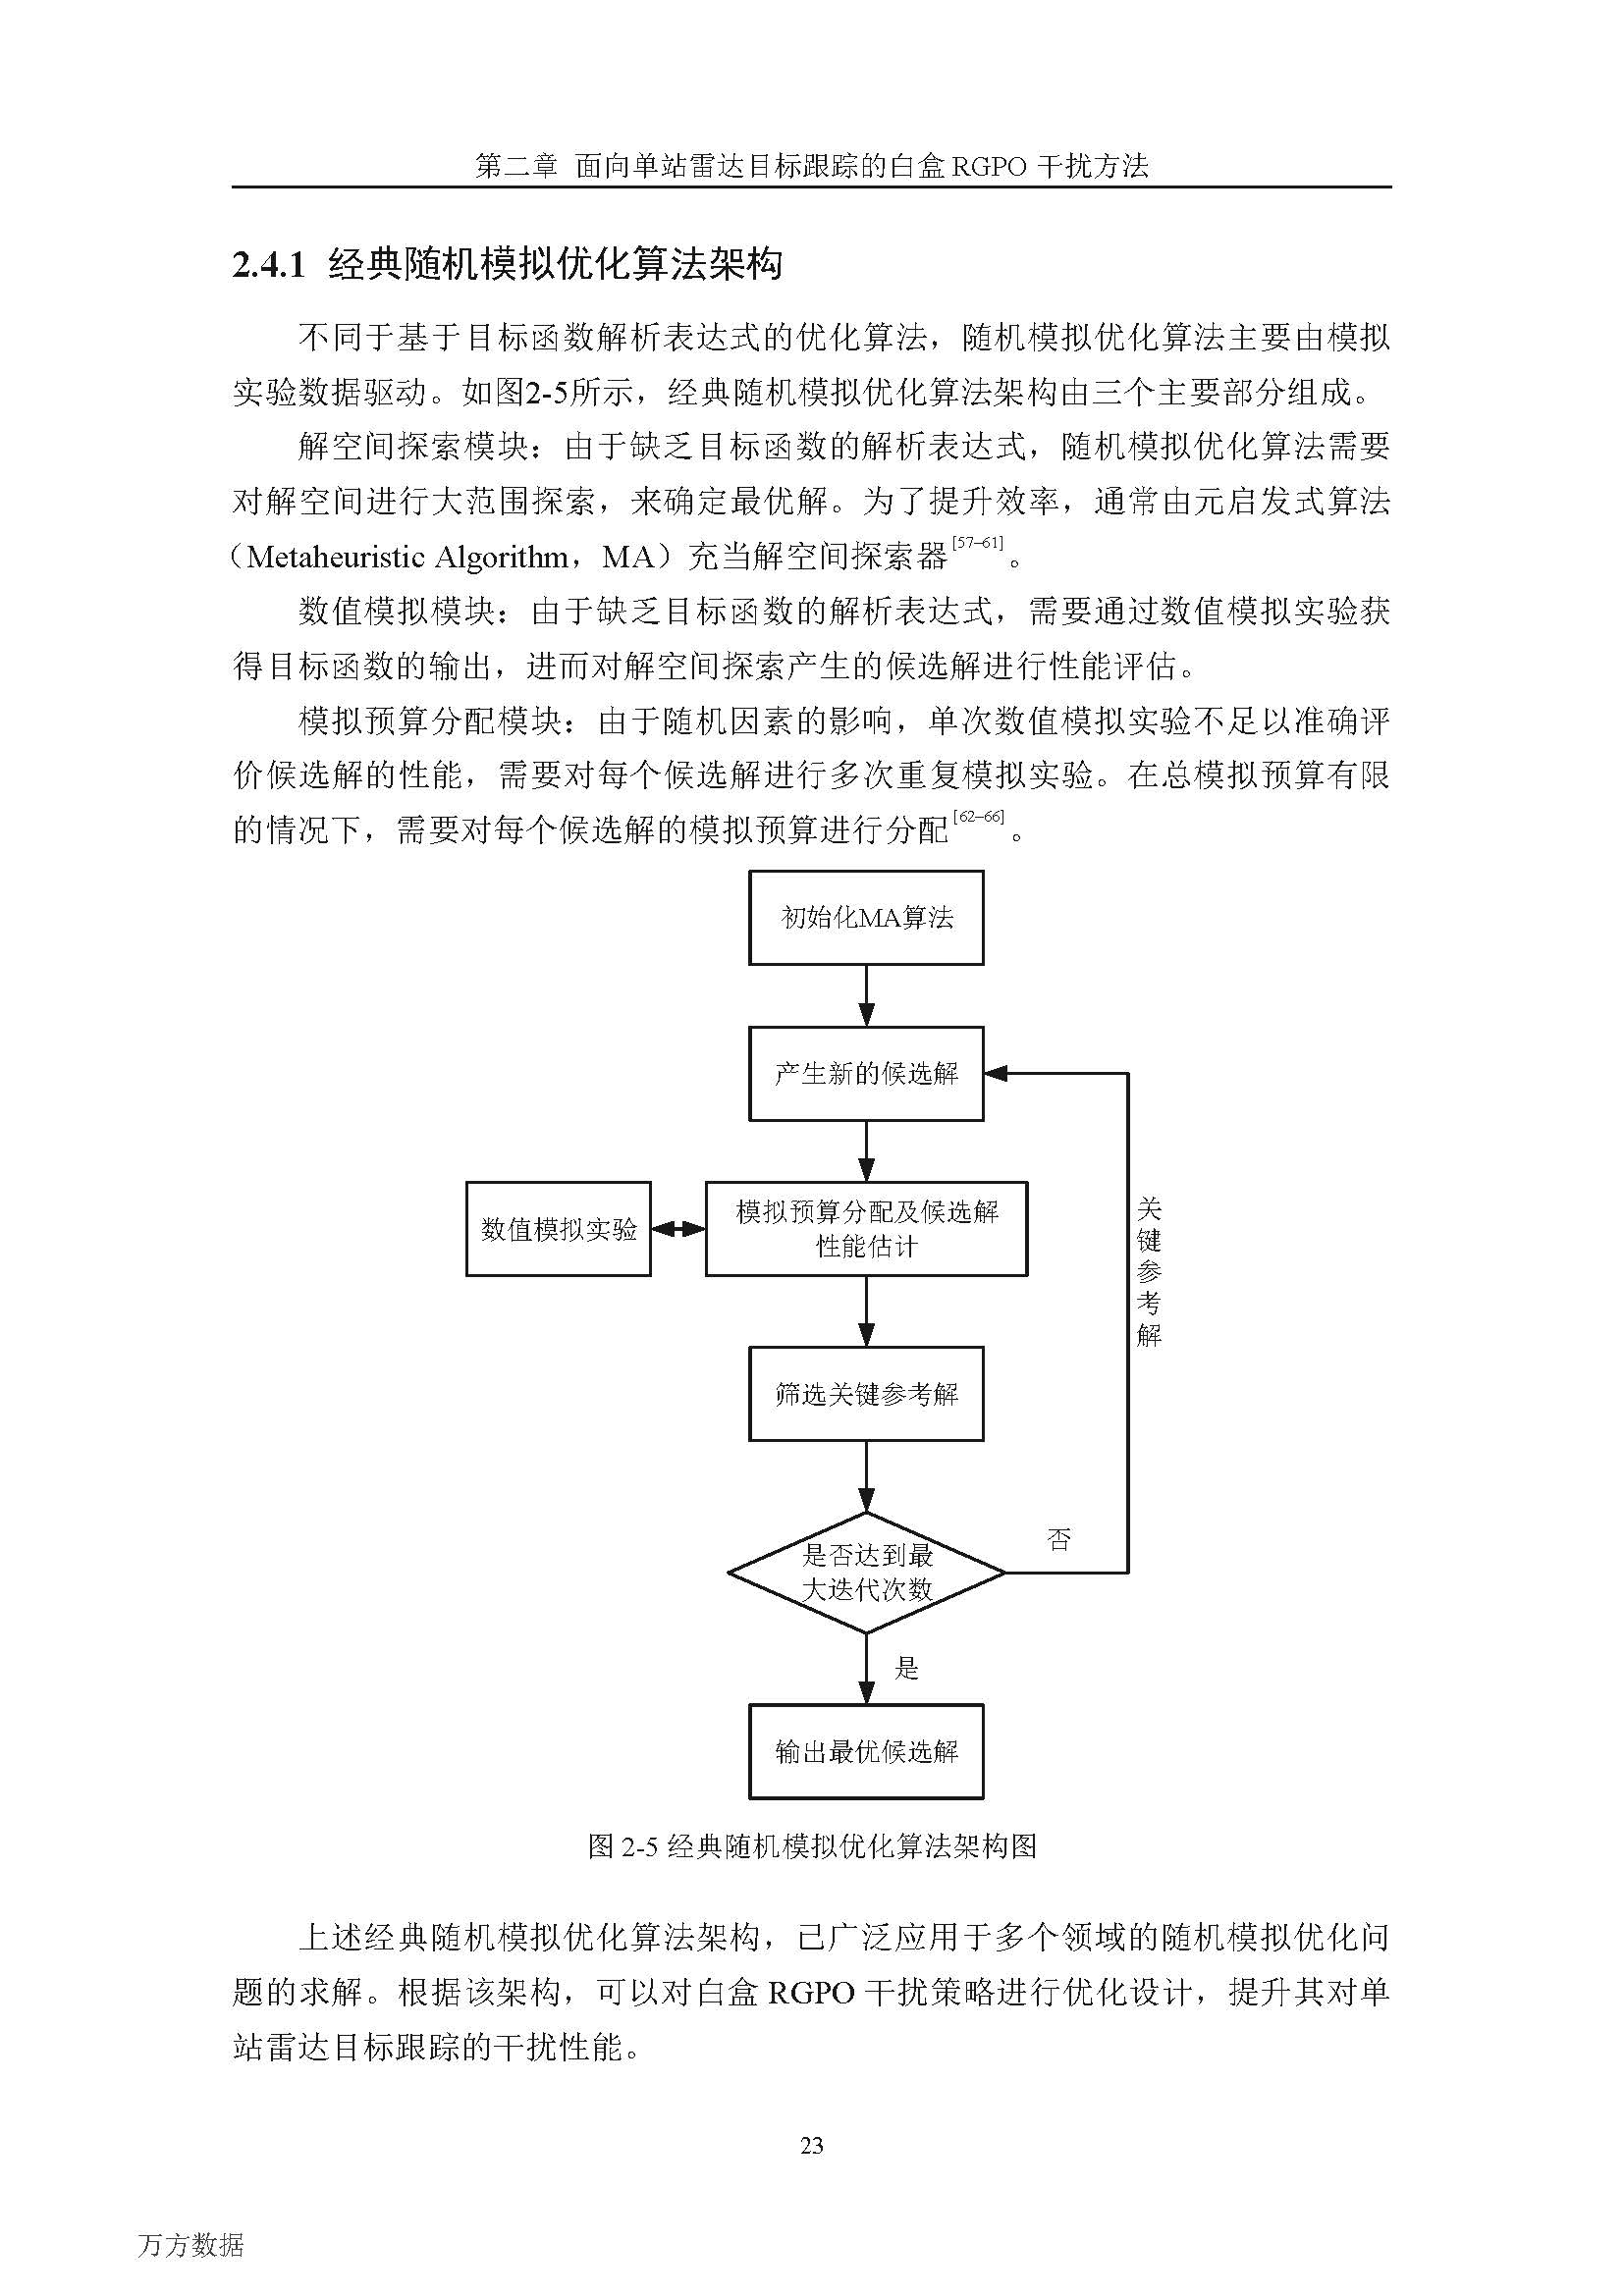 第二章 面向单站雷达目标跟踪的白盒 RGPO 干扰方法
2.4.1 经典随机模拟优化算法架构
不同于基于目标函数解析表达式的优化算法，随机模拟优化算法主要由模拟
实验数据驱动。如图2-5所示，经典随机模拟优化算法架构由三个主要部分组成。
解空间探索模块：由于缺乏目标函数的解析表达式，随机模拟优化算法需要
对解空间进行大范围探索，来确定最优解。为了提升效率，通常由元启发式算法
（Metaheuristic Algorithm，MA）充当解空间探索器[57–61]。
数值模拟模块：由于缺乏目标函数的解析表达式，需要通过数值模拟实验获
得目标函数的输出，进而对解空间探索产生的候选解进行性能评估。
模拟预算分配模块：由于随机因素的影响，单次数值模拟实验不足以准确评
价候选解的性能，需要对每个候选解进行多次重复模拟实验。在总模拟预算有限
的情况下，需要对每个候选解的模拟预算进行分配[62–66]。
初始化MA算法
产生新的候选解
数值模拟实验
模拟预算分配及候选解
性能估计
关键参考解
筛选关键参考解
是否达到最
大迭代次数
否
是
输出最优候选解
图 2-5 经典随机模拟优化算法架构图
上述经典随机模拟优化算法架构，已广泛应用于多个领域的随机模拟优化问
题的求解。根据该架构，可以对白盒 RGPO 干扰策略进行优化设计，提升其对单
站雷达目标跟踪的干扰性能。
23
万方数据